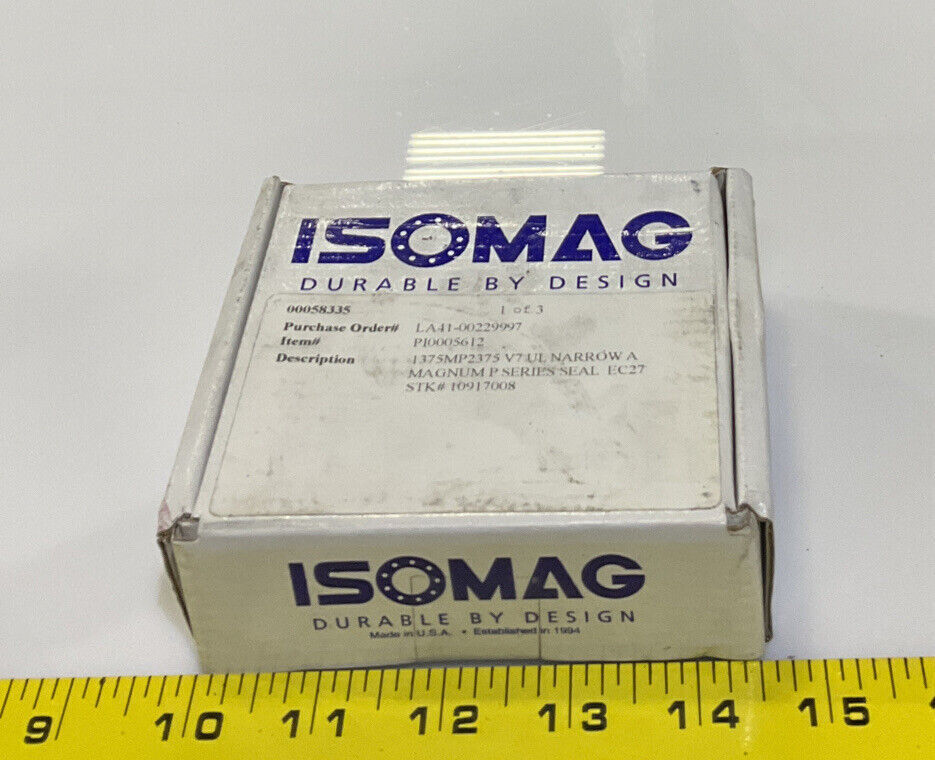 ISOMAG
DURABLE BY DESIGN
00058335 1 of 3
Purchase Order# LA41-00229997
Item# PI0005612
Description 1375MP2375 V7 UL NARROW A
MAGNUM P SERIES SEAL EC27
STK# 10917008
ISOMAG
DURABLE BY DESIGN
Made in U.S.A. • Established in 1994
9 10 11 12 13 14 15